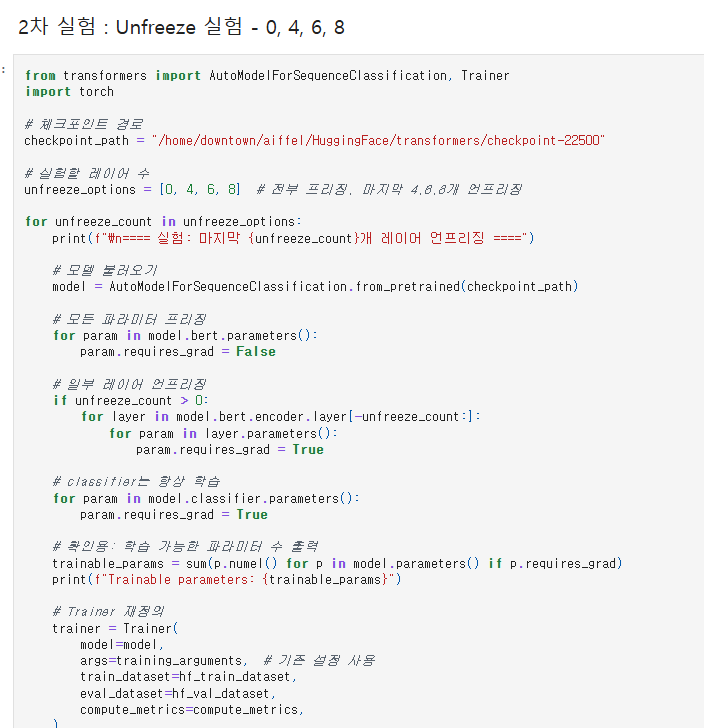 2차 실험 : Unfreeze 실험 - 0, 4, 6, 8
:
from transformers import AutoModelForSequenceClassification, Trainer
import torch
# 체크포인트 경로
checkpoint_path = "/home/downtown/aiffel/HuggingFace/transformers/checkpoint-22500"
# 실험할 레이어 수
unfreeze_options = [0, 4, 6, 8]  # 전부 프리징, 마지막 4,6,8개 언프리징
for unfreeze_count in unfreeze_options:
    print(f"₩n==== 실험: 마지막 {unfreeze_count}개 레이어 언프리징 ====")
    # 모델 불러오기
    model = AutoModelForSequenceClassification.from_pretrained(checkpoint_path)
    # 모든 파라미터 프리징
    for param in model.bert.parameters():
        param.requires_grad = False
    # 일부 레이어 언프리징
    if unfreeze_count > 0:
        for layer in model.bert.encoder.layer[-unfreeze_count:]:
            for param in layer.parameters():
                param.requires_grad = True
    # classifier는 항상 학습
    for param in model.classifier.parameters():
        param.requires_grad = True
    # 확인용: 학습 가능한 파라미터 수 출력
    trainable_params = sum(p.numel() for p in model.parameters() if p.requires_grad)
    print(f"Trainable parameters: {trainable_params}")
    # Trainer 재정의
    trainer = Trainer(
        model=model,
        args=training_arguments,  # 기존 설정 사용
        train_dataset=hf_train_dataset,
        eval_dataset=hf_val_dataset,
        compute_metrics=compute_metrics,
    )